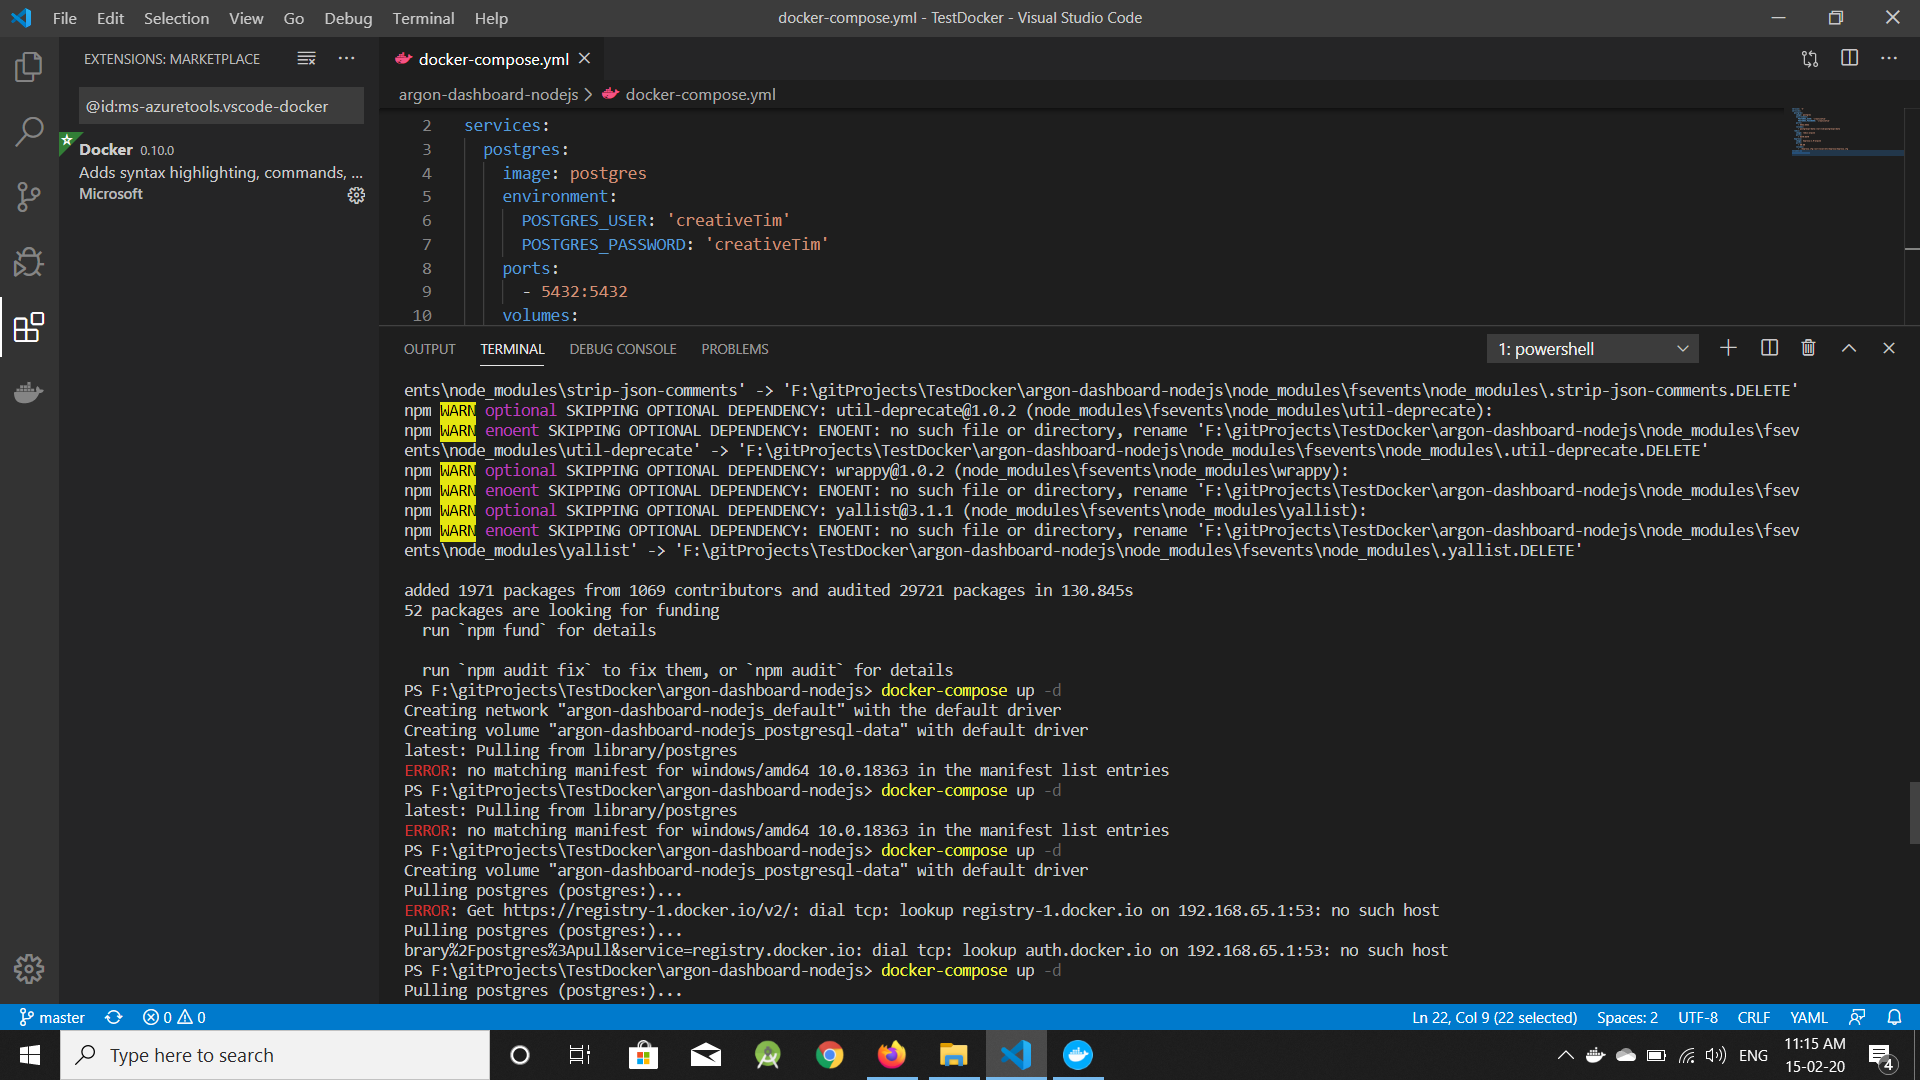 File Edit Selection View Go Debug Terminal Help
docker-compose.yml - TestDocker - Visual Studio Code
EXTENSIONS: MARKETPLACE
@id:ms-azuretools.vscode-docker
Docker 0.10.0
Adds syntax highlighting, commands, ...
Microsoft
docker-compose.yml
argon-dashboard-nodejs > docker-compose.yml
2 services:
3 postgres:
4 image: postgres
5 environment:
6 POSTGRES_USER: 'creativeTim'
7 POSTGRES_PASSWORD: 'creativeTim'
8 ports:
9 - 5432:5432
10 volumes:
OUTPUT TERMINAL DEBUG CONSOLE PROBLEMS
1: powershell
ents\node_modules\strip-json-comments' -> 'F:\gitProjects\TestDocker\argon-dashboard-nodejs\node_modules\fsevents\node_modules\.strip-json-comments.DELETE'
npm WARN optional SKIPPING OPTIONAL DEPENDENCY: util-deprecate@1.0.2 (node_modules\fsevents\node_modules\util-deprecate):
npm WARN enoent SKIPPING OPTIONAL DEPENDENCY: ENOENT: no such file or directory, rename 'F:\gitProjects\TestDocker\argon-dashboard-nodejs\node_modules\fsev
ents\node_modules\util-deprecate' -> 'F:\gitProjects\TestDocker\argon-dashboard-nodejs\node_modules\fsevents\node_modules\.util-deprecate.DELETE'
npm WARN optional SKIPPING OPTIONAL DEPENDENCY: wrappy@1.0.2 (node_modules\fsevents\node_modules\wrappy):
npm WARN enoent SKIPPING OPTIONAL DEPENDENCY: ENOENT: no such file or directory, rename 'F:\gitProjects\TestDocker\argon-dashboard-nodejs\node_modules\fsev
npm WARN optional SKIPPING OPTIONAL DEPENDENCY: yallist@3.1.1 (node_modules\fsevents\node_modules\yallist):
npm WARN enoent SKIPPING OPTIONAL DEPENDENCY: ENOENT: no such file or directory, rename 'F:\gitProjects\TestDocker\argon-dashboard-nodejs\node_modules\fsev
ents\node_modules\yallist' -> 'F:\gitProjects\TestDocker\argon-dashboard-nodejs\node_modules\fsevents\node_modules\.yallist.DELETE'
added 1971 packages from 1069 contributors and audited 29721 packages in 130.845s
52 packages are looking for funding
run `npm fund` for details
run `npm audit fix` to fix them, or `npm audit` for details
PS F:\gitProjects\TestDocker\argon-dashboard-nodejs> docker-compose up -d
Creating network "argon-dashboard-nodejs_default" with the default driver
Creating volume "argon-dashboard-nodejs_postgresql-data" with default driver
latest: Pulling from library/postgres
ERROR: no matching manifest for windows/amd64 10.0.18363 in the manifest list entries
PS F:\gitProjects\TestDocker\argon-dashboard-nodejs> docker-compose up -d
latest: Pulling from library/postgres
ERROR: no matching manifest for windows/amd64 10.0.18363 in the manifest list entries
PS F:\gitProjects\TestDocker\argon-dashboard-nodejs> docker-compose up -d
Creating volume "argon-dashboard-nodejs_postgresql-data" with default driver
Pulling postgres (postgres:)...
ERROR: Get https://registry-1.docker.io/v2/: dial tcp: lookup registry-1.docker.io on 192.168.65.1:53: no such host
Pulling postgres (postgres:)...
brary%2Fpostgres%3Apull&service=registry.docker.io: dial tcp: lookup auth.docker.io on 192.168.65.1:53: no such host
PS F:\gitProjects\TestDocker\argon-dashboard-nodejs> docker-compose up -d
Pulling postgres (postgres:)...
master 0 0
Ln 22, Col 9 (22 selected) Spaces: 2 UTF-8 CRLF YAML
Type here to search
ENG
11:15 AM
15-02-20
4